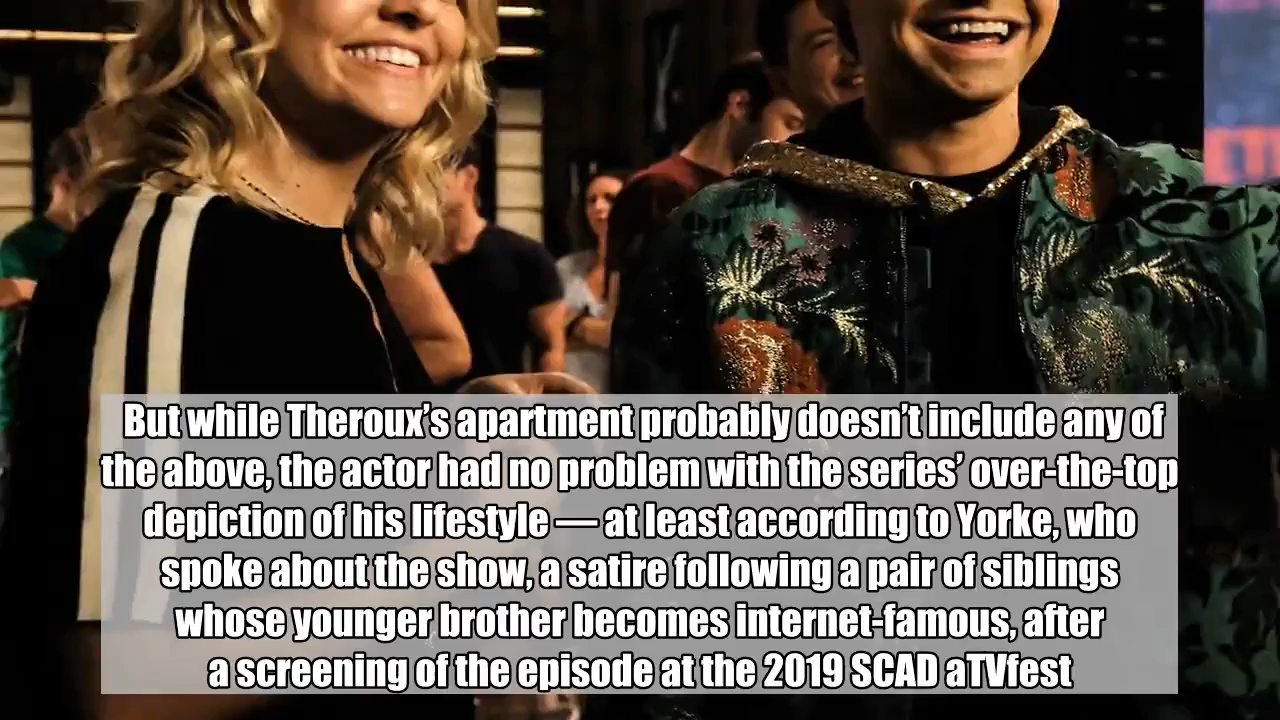 But while Theroux’s apartment probably doesn’t include any of
the above, the actor had no problem with the series’ over-the-top
depiction of his lifestyle — at least according to Yorke, who
spoke about the show, a satire following a pair of siblings
whose younger brother becomes internet-famous, after
a screening of the episode at the 2019 SCAD aTVfest